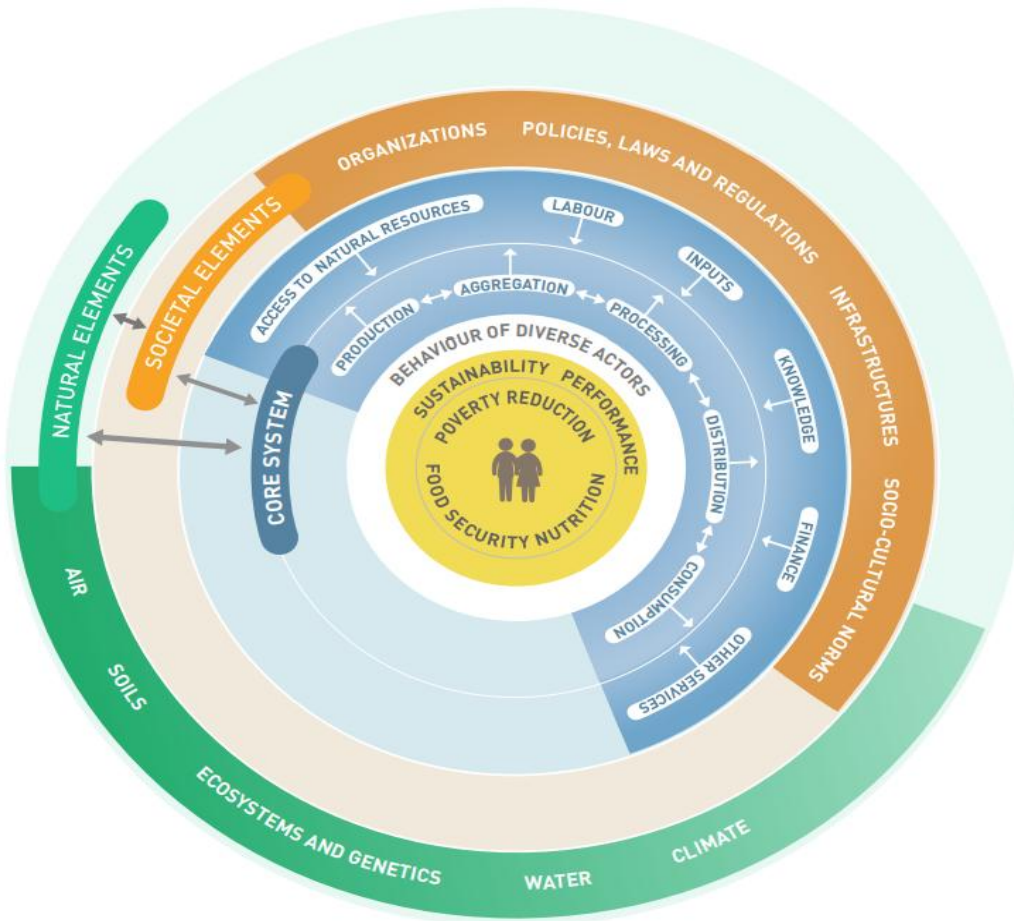 ORGANIZATIONS
POLICIES, LAWS AND REGULATIONS
INFRASTRUCTURES
SOCIO-CULTURAL NORMS
NATURAL ELEMENTS
SOCIETAL ELEMENTS
CORE SYSTEM
ACCESS TO NATURAL RESOURCES
LABOUR
INPUTS
KNOWLEDGE
FINANCE
OTHER SERVICES
PRODUCTION
AGGREGATION
PROCESSING
DISTRIBUTION
CONSUMPTION
BEHAVIOUR OF DIVERSE ACTORS
SUSTAINABILITY PERFORMANCE
POVERTY REDUCTION
FOOD SECURITY NUTRITION
AIR
SOILS
ECOSYSTEMS AND GENETICS
WATER
CLIMATE